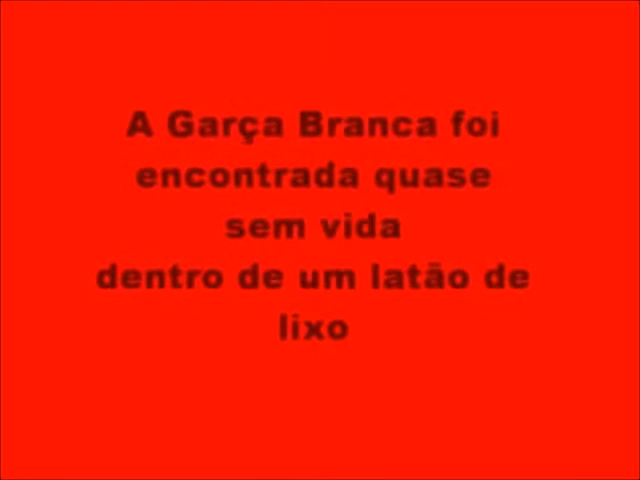 A Garça Branca foi
encontrada quase
sem vida
dentro de um latão de
lixo